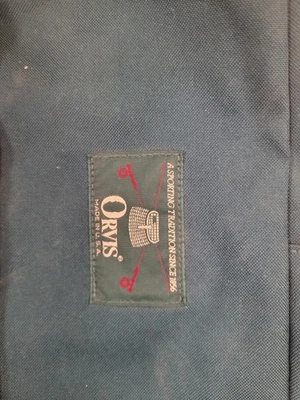 A SPORTING TRADITION SINCE 1856
ORVIS®
MADE IN U.S.A.